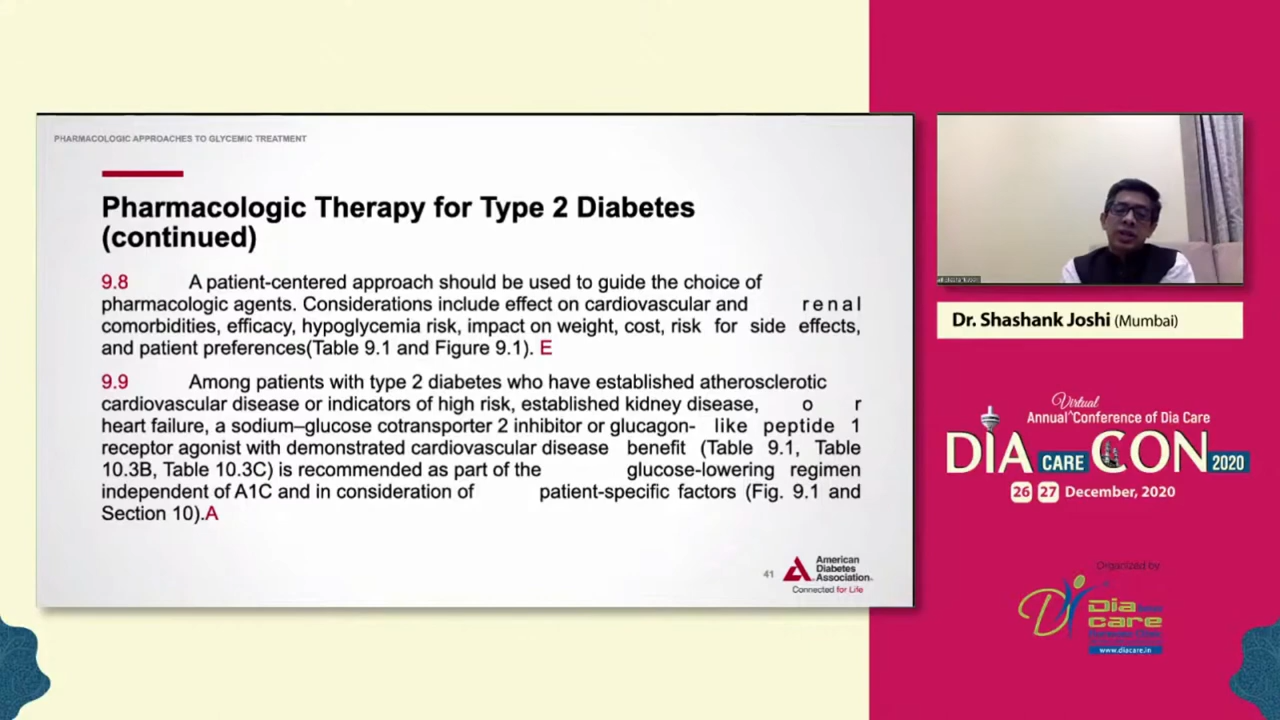 PHARMACOLOGIC APPROACHES TO GLYCEMIC TREATMENT
Pharmacologic Therapy for Type 2 Diabetes
(continued)
9.8 A patient-centered approach should be used to guide the choice of
pharmacologic agents. Considerations include effect on cardiovascular and r e n a l
comorbidities, efficacy, hypoglycemia risk, impact on weight, cost, risk for side effects,
and patient preferences(Table 9.1 and Figure 9.1). E
9.9 Among patients with type 2 diabetes who have established atherosclerotic
cardiovascular disease or indicators of high risk, established kidney disease, o r
heart failure, a sodium–glucose cotransporter 2 inhibitor or glucagon- like peptide 1
receptor agonist with demonstrated cardiovascular disease benefit (Table 9.1, Table
10.3B, Table 10.3C) is recommended as part of the glucose-lowering regimen
independent of A1C and in consideration of patient-specific factors (Fig. 9.1 and
Section 10).A
41
American
Diabetes
Association.
Connected for Life
Dr. Shashank Joshi (Mumbai)
Virtual
Annual^Conference of Dia Care
DIA CARE CON 2020
26 27 December, 2020
Organized by
Dia
care
www.diacare.in